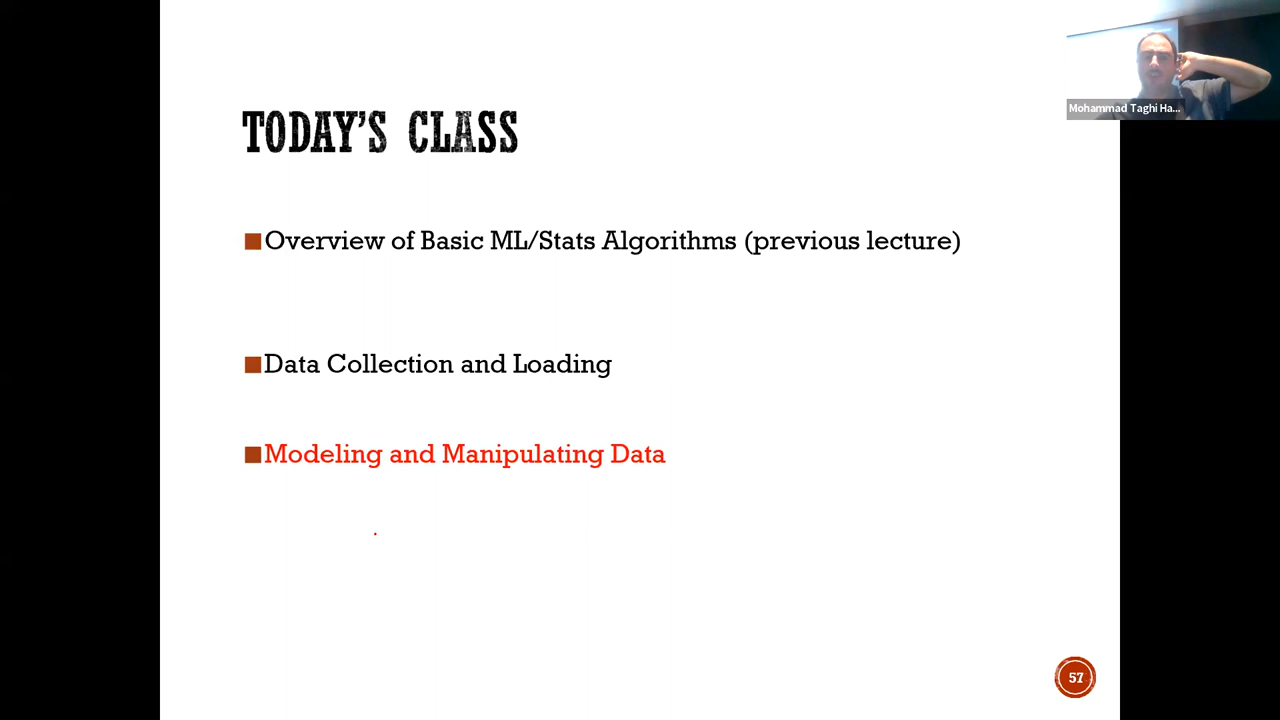 Mohammad Taghi Ha...
TODAY'S CLASS
Overview of Basic ML/Stats Algorithms (previous lecture)
Data Collection and Loading
Modeling and Manipulating Data
57